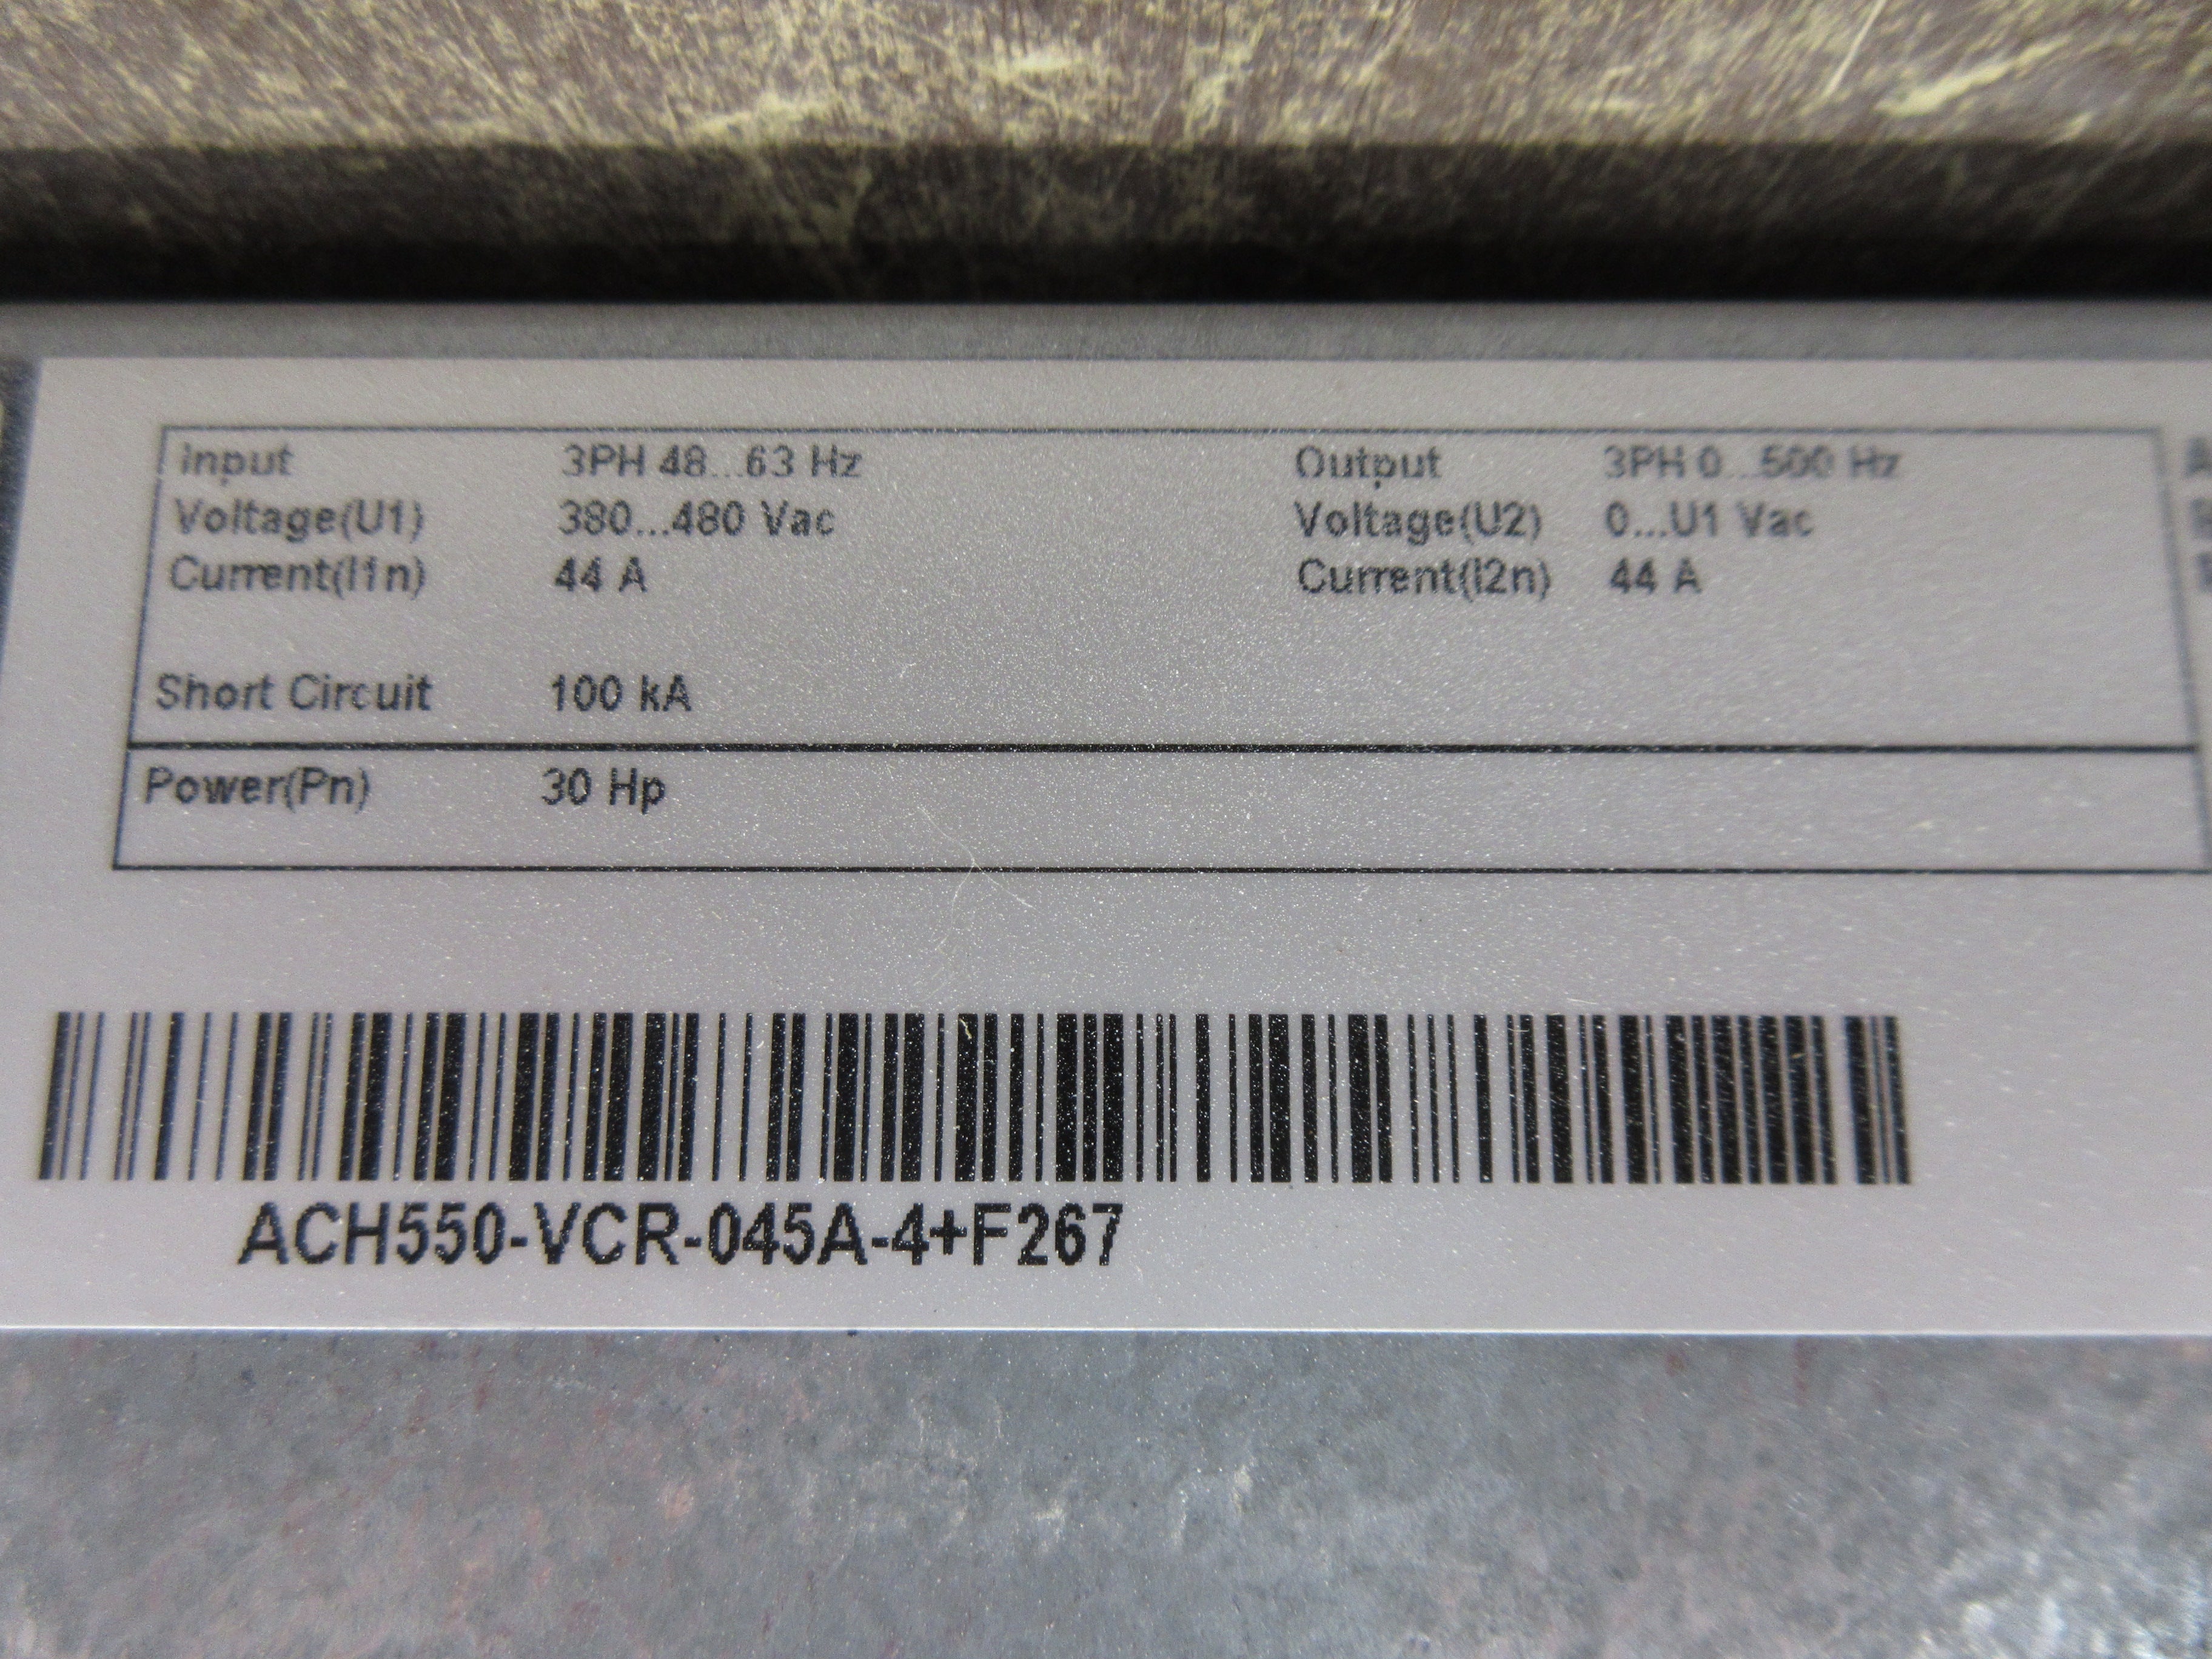 Input 3PH 48...63 Hz Output 3PH 0...500 Hz
Voltage(U1) 380...480 Vac Voltage(U2) 0...U1 Vac
Current(I1n) 44 A Current(I2n) 44 A
Short Circuit 100 kA
Power(Pn) 30 Hp
ACH550-VCR-045A-4+F267